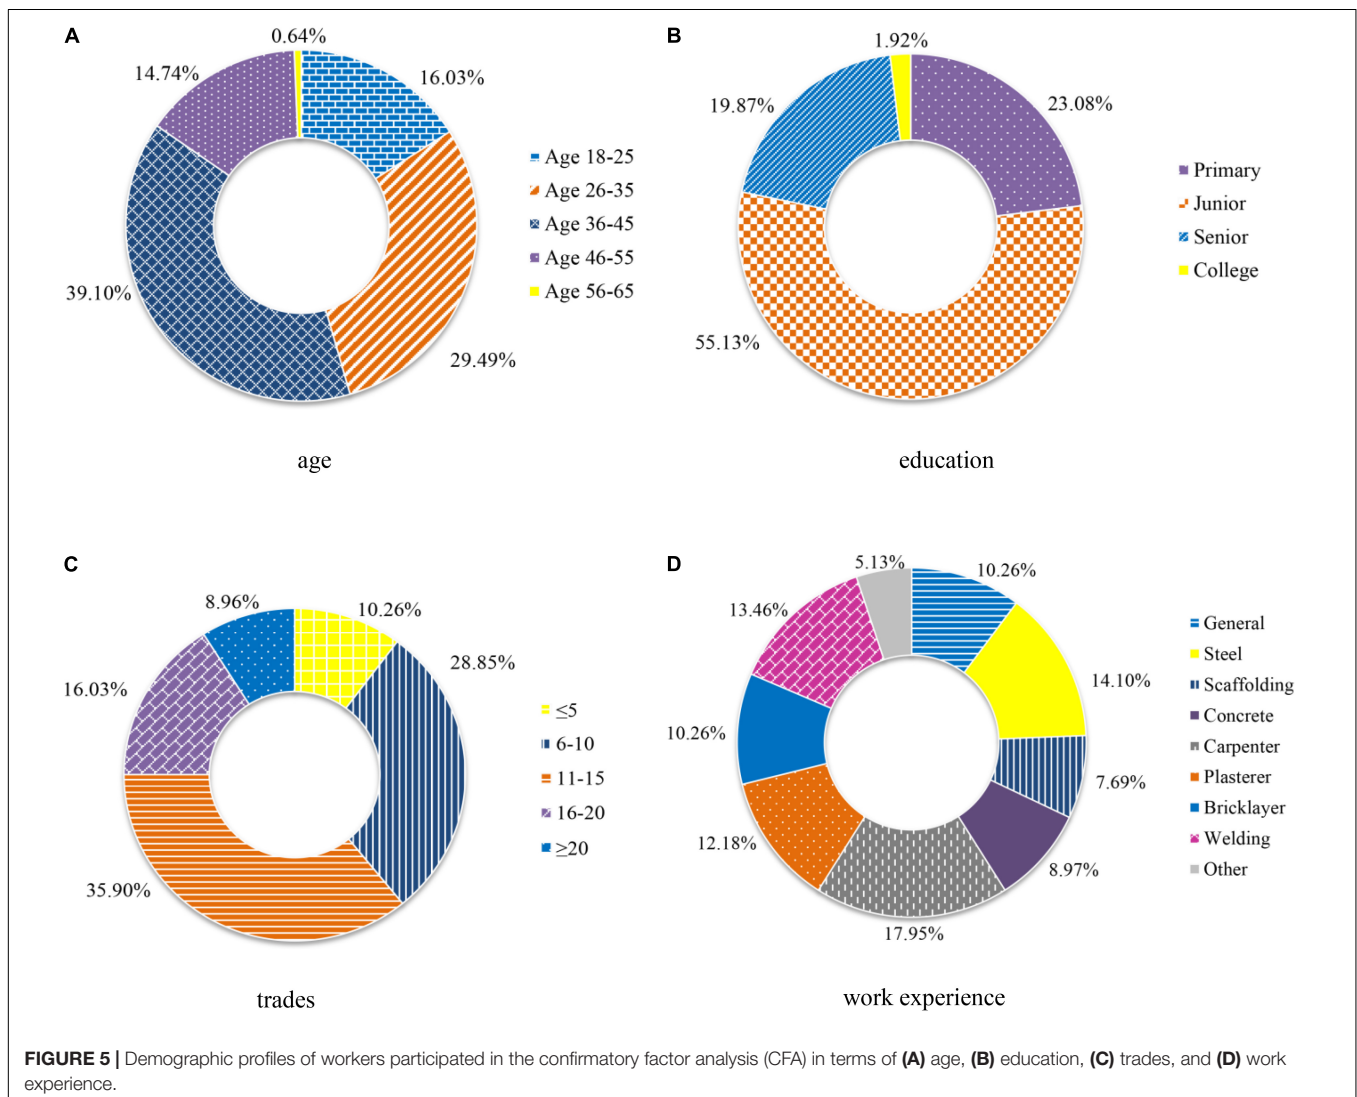 A
0.64%
14.74%
16.03%
39.10%
29.49%
Age 18-25
Age 26-35
Age 36-45
Age 46-55
Age 56-65
age
B
1.92%
19.87%
23.08%
55.13%
Primary
Junior
Senior
College
education
C
8.96%
10.26%
28.85%
16.03%
35.90%
≤5
6-10
11-15
16-20
≥20
trades
D
5.13%
10.26%
13.46%
14.10%
10.26%
7.69%
12.18%
8.97%
17.95%
General
Steel
Scaffolding
Concrete
Carpenter
Plasterer
Bricklayer
Welding
Other
work experience
FIGURE 5 | Demographic profiles of workers participated in the confirmatory factor analysis (CFA) in terms of (A) age, (B) education, (C) trades, and (D) work
experience.